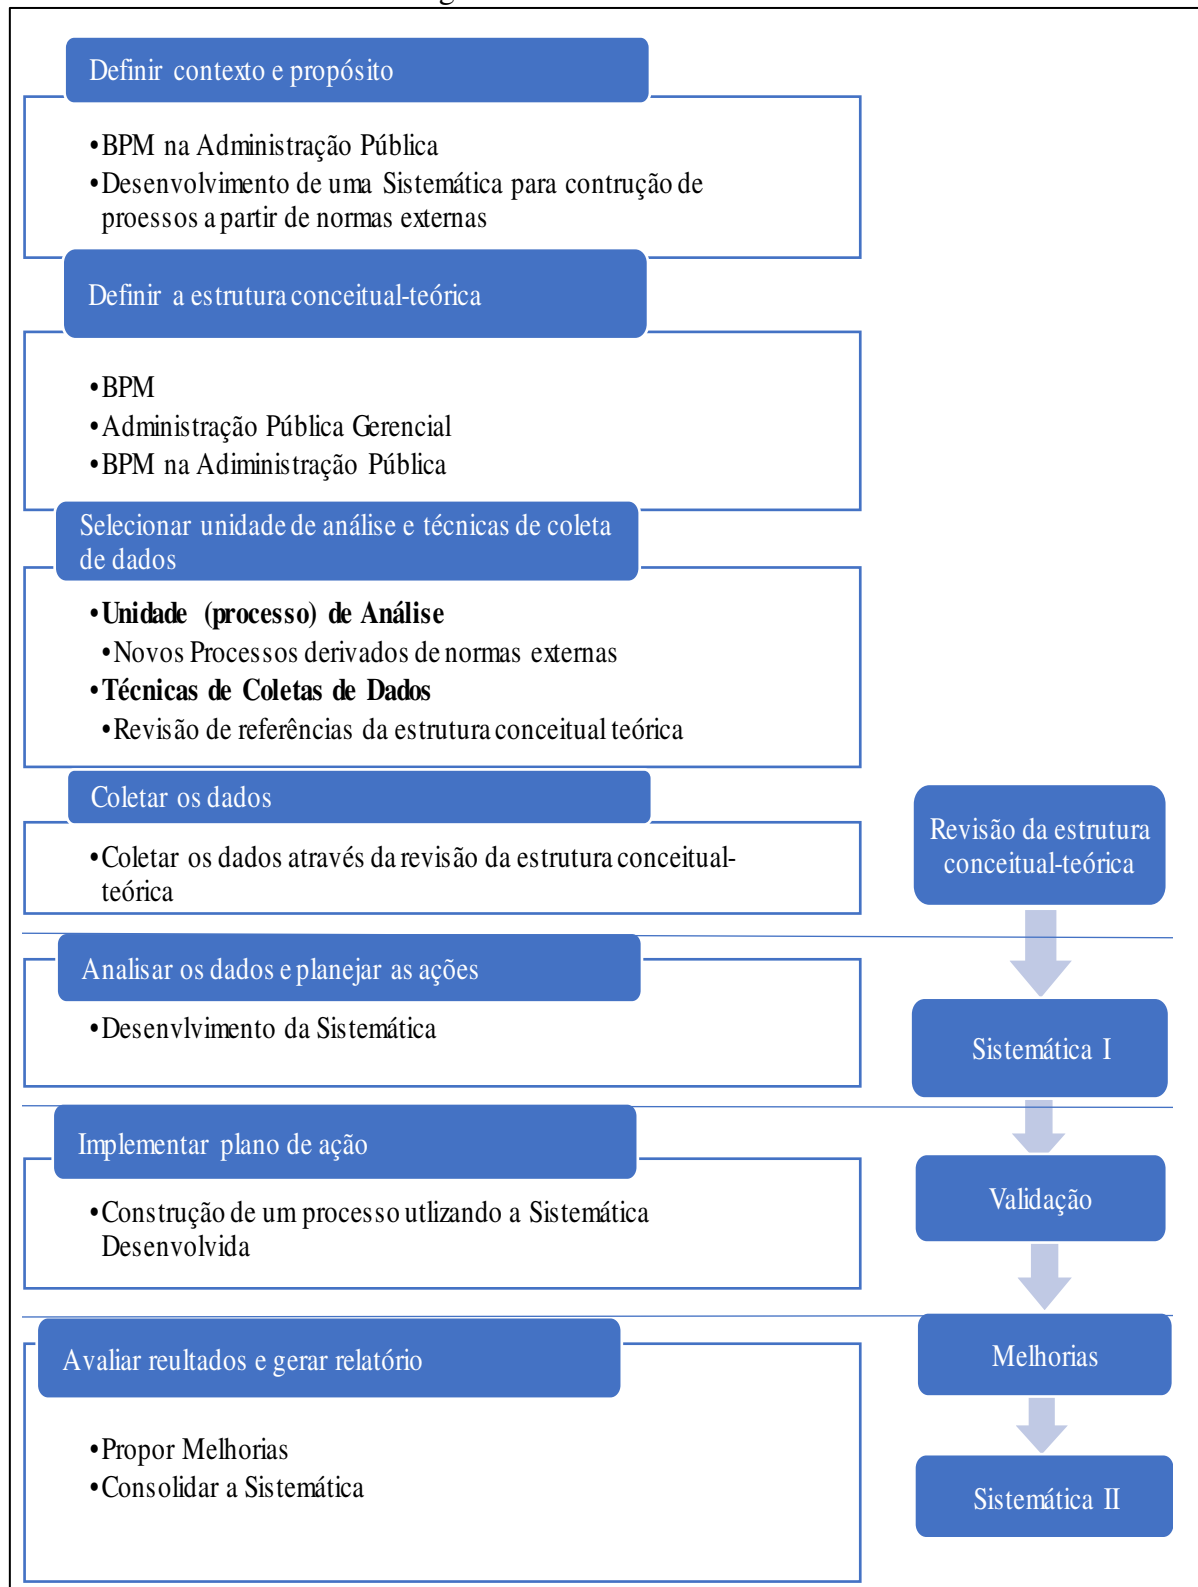 Definir contexto e propósito
•BPM na Administração Pública
•Desenvolvimento de uma Sistemática para contrução de
proessos a partir de normas externas
Definir a estrutura conceitual-teórica
•BPM
•Administração Pública Gerencial
•BPM na Adiministração Pública
Selecionar unidade de análise e técnicas de coleta
de dados
•Unidade (processo) de Análise
•Novos Processos derivados de normas externas
•Técnicas de Coletas de Dados
•Revisão de referências da estrutura conceitual teórica
Coletar os dados
•Coletar os dados através da revisão da estrutura conceitual-
teórica
Revisão da estrutura
conceitual-teórica
Analisar os dados e planejar as ações
•Desenvlvimento da Sistemática
Sistemática I
Implementar plano de ação
•Construção de um processo utlizando a Sistemática
Desenvolvida
Validação
Avaliar reultados e gerar relatório
•Propor Melhorias
•Consolidar a Sistemática
Melhorias
Sistemática II